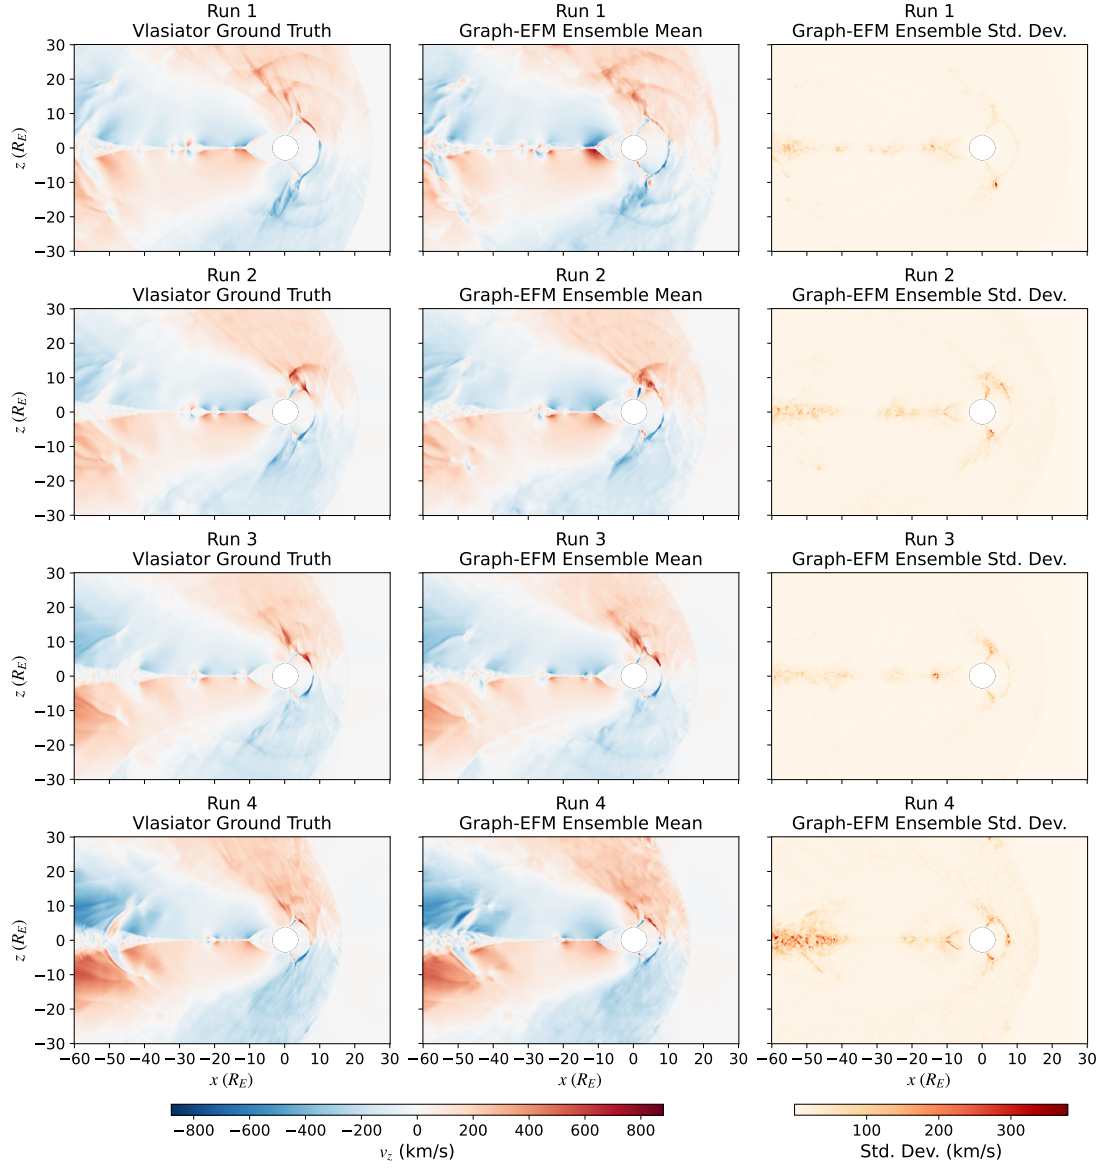 Run 1
Vlasiator Ground Truth
Run 1
Graph-EFM Ensemble Mean
Run 1
Graph-EFM Ensemble Std. Dev.
30
20
10
0
−10
−20
−30
z (R_E)
Run 2
Vlasiator Ground Truth
Run 2
Graph-EFM Ensemble Mean
Run 2
Graph-EFM Ensemble Std. Dev.
30
20
10
0
−10
−20
−30
z (R_E)
Run 3
Vlasiator Ground Truth
Run 3
Graph-EFM Ensemble Mean
Run 3
Graph-EFM Ensemble Std. Dev.
30
20
10
0
−10
−20
−30
z (R_E)
Run 4
Vlasiator Ground Truth
Run 4
Graph-EFM Ensemble Mean
Run 4
Graph-EFM Ensemble Std. Dev.
30
20
10
0
−10
−20
−30
z (R_E)
−60 −50 −40 −30 −20 −10 0 10 20 30
x (R_E)
−60 −50 −40 −30 −20 −10 0 10 20 30
x (R_E)
−60 −50 −40 −30 −20 −10 0 10 20 30
x (R_E)
−800 −600 −400 −200 0 200 400 600 800
v_z (km/s)
100 200 300
Std. Dev. (km/s)